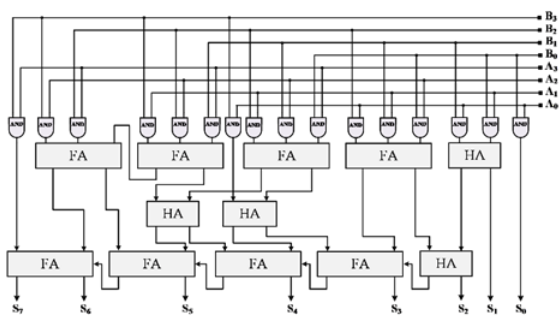 B₃
B₂
B₁
B₀
A₃
A₂
A₁
A₀
AND AND AND AND AND AND AND AND AND AND AND AND AND AND AND AND
FA FA FA FA HA
HA HA
FA FA FA FA HA
S₇ S₆ S₅ S₄ S₃ S₂ S₁ S₀